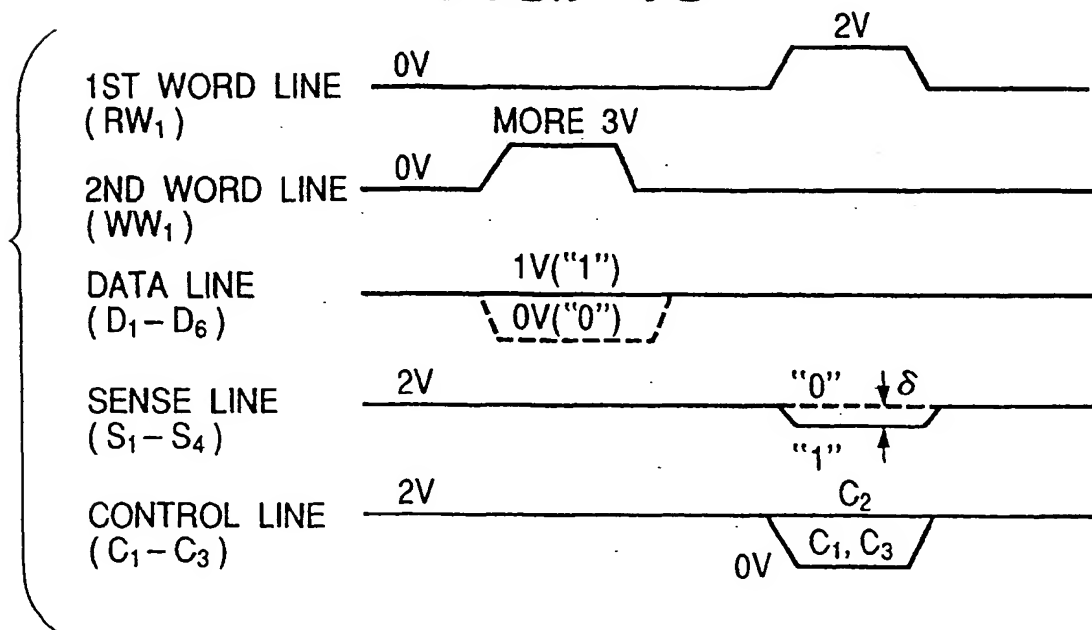 2V
0V
1ST WORD LINE
(RW₁)
MORE 3V
0V
2ND WORD LINE
(WW₁)
1V("1")
DATA LINE
(D₁–D₆)
0V("0")
2V
"0"
δ
SENSE LINE
(S₁–S₄)
"1"
2V
C₂
CONTROL LINE
(C₁–C₃)
0V
C₁, C₃